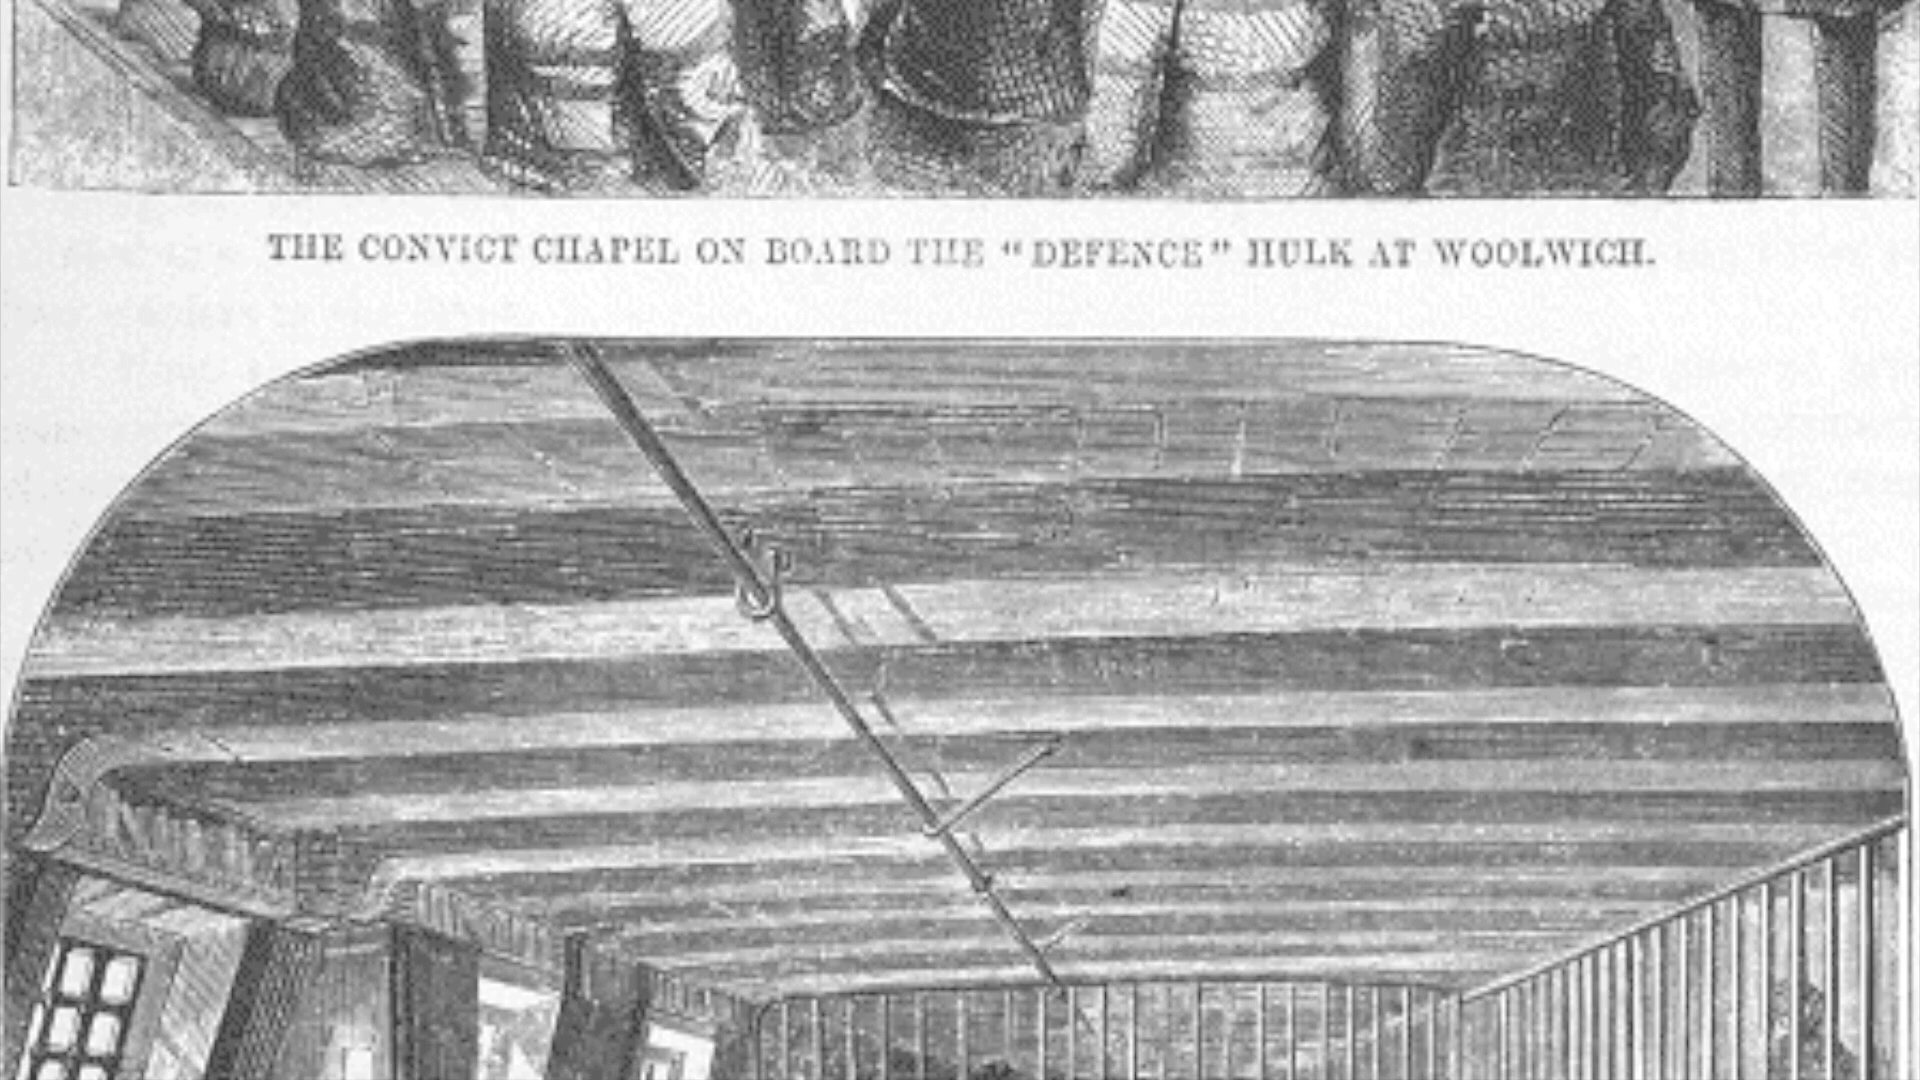 THE CONVICT CHAPEL ON BOARD THE "DEFENCE" HULK AT WOOLWICH.